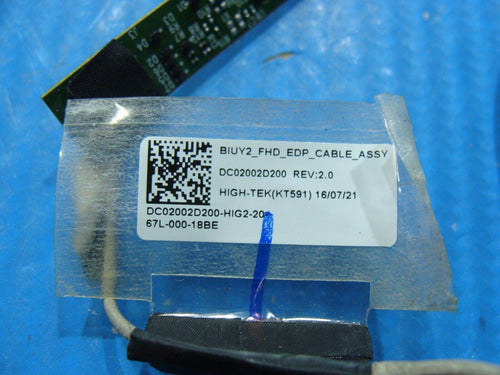 BIUY2_FHD_EDP_CABLE_ASSY
DC02002D200 REV:2.0
HIGH-TEK(KT591) 16/07/21
DC02002D200-HIG2-20-
67L-000-18BE